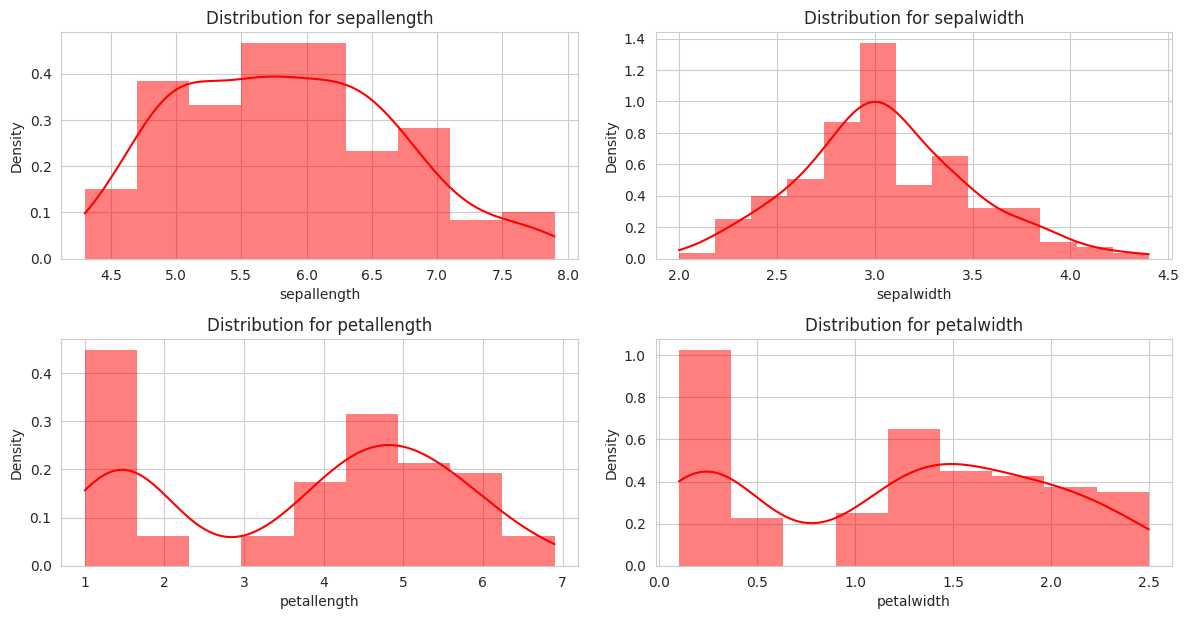 Distribution for sepallength
Density
0.4
0.3
0.2
0.1
0.0
4.5 5.0 5.5 6.0 6.5 7.0 7.5 8.0
sepallength
Distribution for sepalwidth
Density
1.4
1.2
1.0
0.8
0.6
0.4
0.2
0.0
2.0 2.5 3.0 3.5 4.0 4.5
sepalwidth
Distribution for petallength
Density
0.4
0.3
0.2
0.1
0.0
1 2 3 4 5 6 7
petallength
Distribution for petalwidth
Density
1.0
0.8
0.6
0.4
0.2
0.0
0.0 0.5 1.0 1.5 2.0 2.5
petalwidth